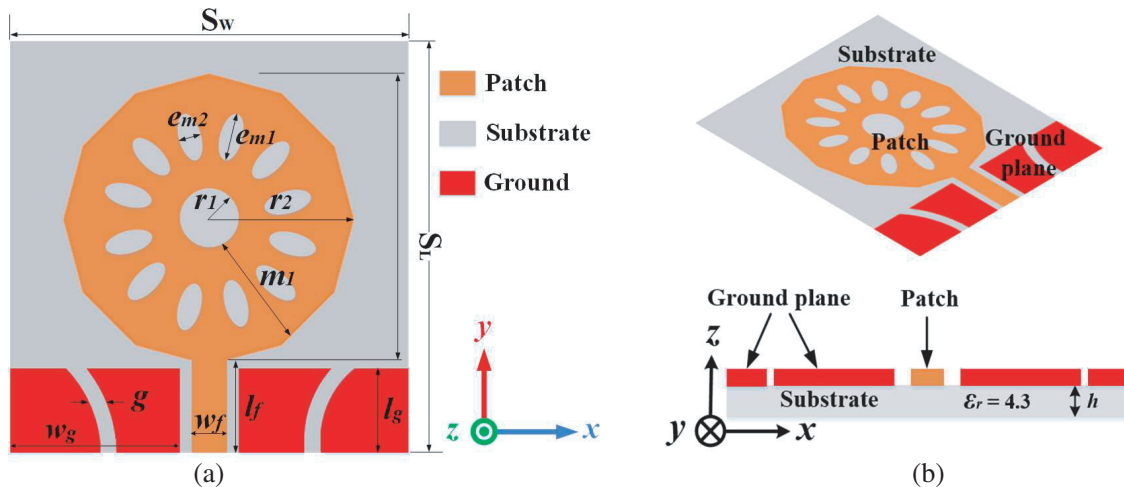 Sw
em2
em1
r1
r2
m1
SL
g
wg
wf
lf
lg
Patch
Substrate
Ground
y
z
x
(a)
Substrate
Patch
Ground
plane
Ground plane
Patch
z
Substrate
εr = 4.3
h
y
x
(b)